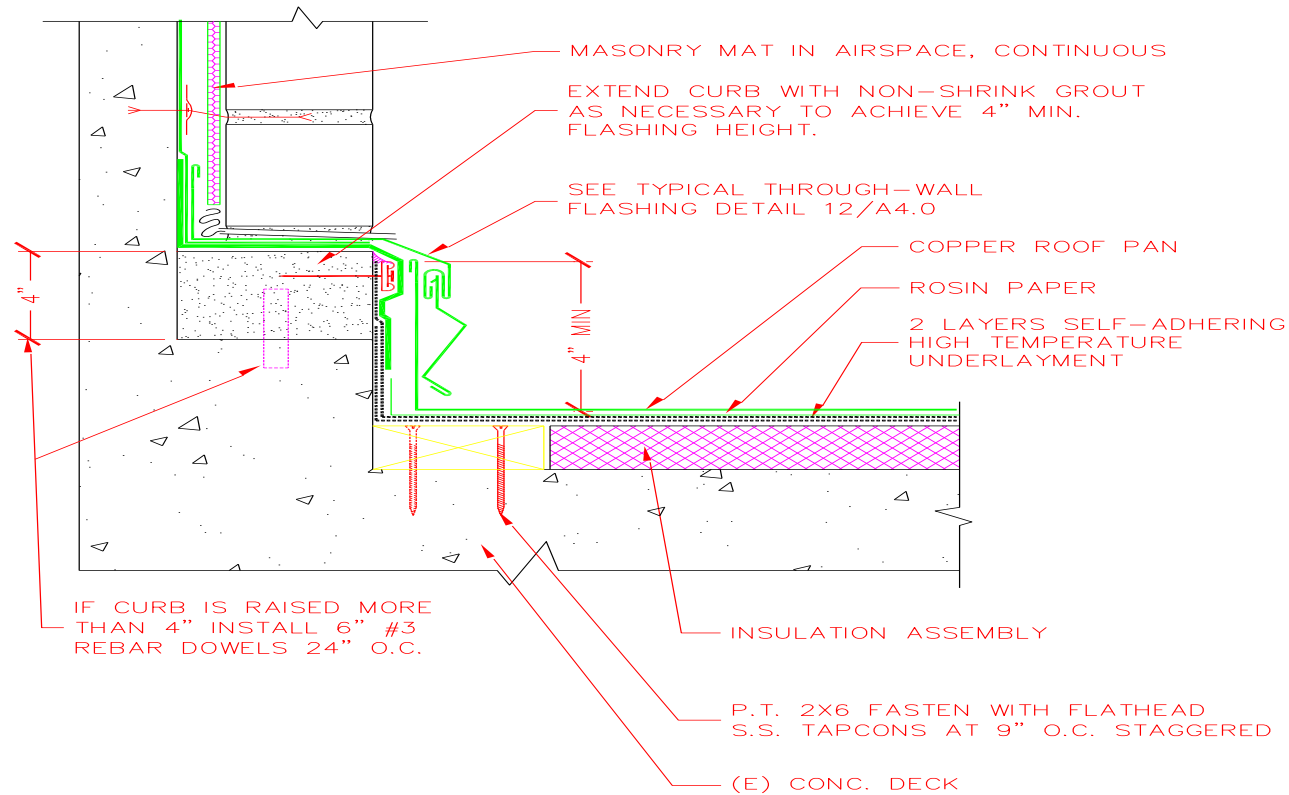 MASONRY MAT IN AIRSPACE, CONTINUOUS
EXTEND CURB WITH NON-SHRINK GROUT
AS NECESSARY TO ACHIEVE 4" MIN.
FLASHING HEIGHT.
SEE TYPICAL THROUGH-WALL
FLASHING DETAIL 12/A4.0
COPPER ROOF PAN
ROSIN PAPER
2 LAYERS SELF-ADHERING
HIGH TEMPERATURE
UNDERLAYMENT
4"
4" MIN
IF CURB IS RAISED MORE
THAN 4" INSTALL 6" #3
REBAR DOWELS 24" O.C.
INSULATION ASSEMBLY
P.T. 2X6 FASTEN WITH FLATHEAD
S.S. TAPCONS AT 9" O.C. STAGGERED
(E) CONC. DECK